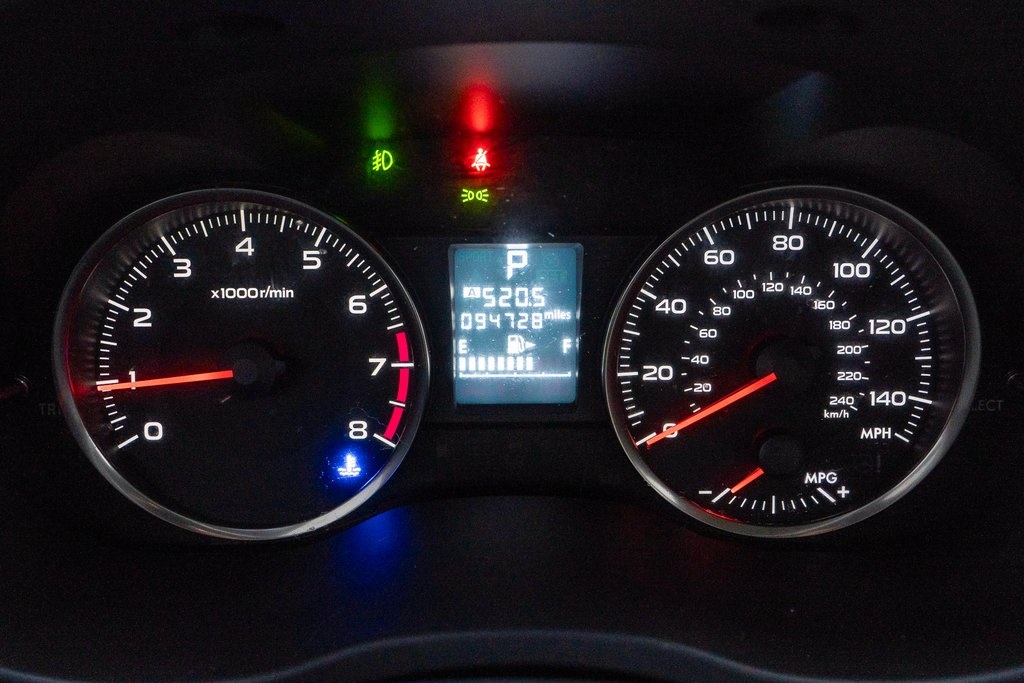 P
A 520.5
094728 miles
E F
0 1 2 3 4 5 6 7 8
x1000r/min
0 20 40 60 80 100 120 140
MPH
20 40 60 80 100 120 140 160 180 200 220 240
km/h
MPG
- +